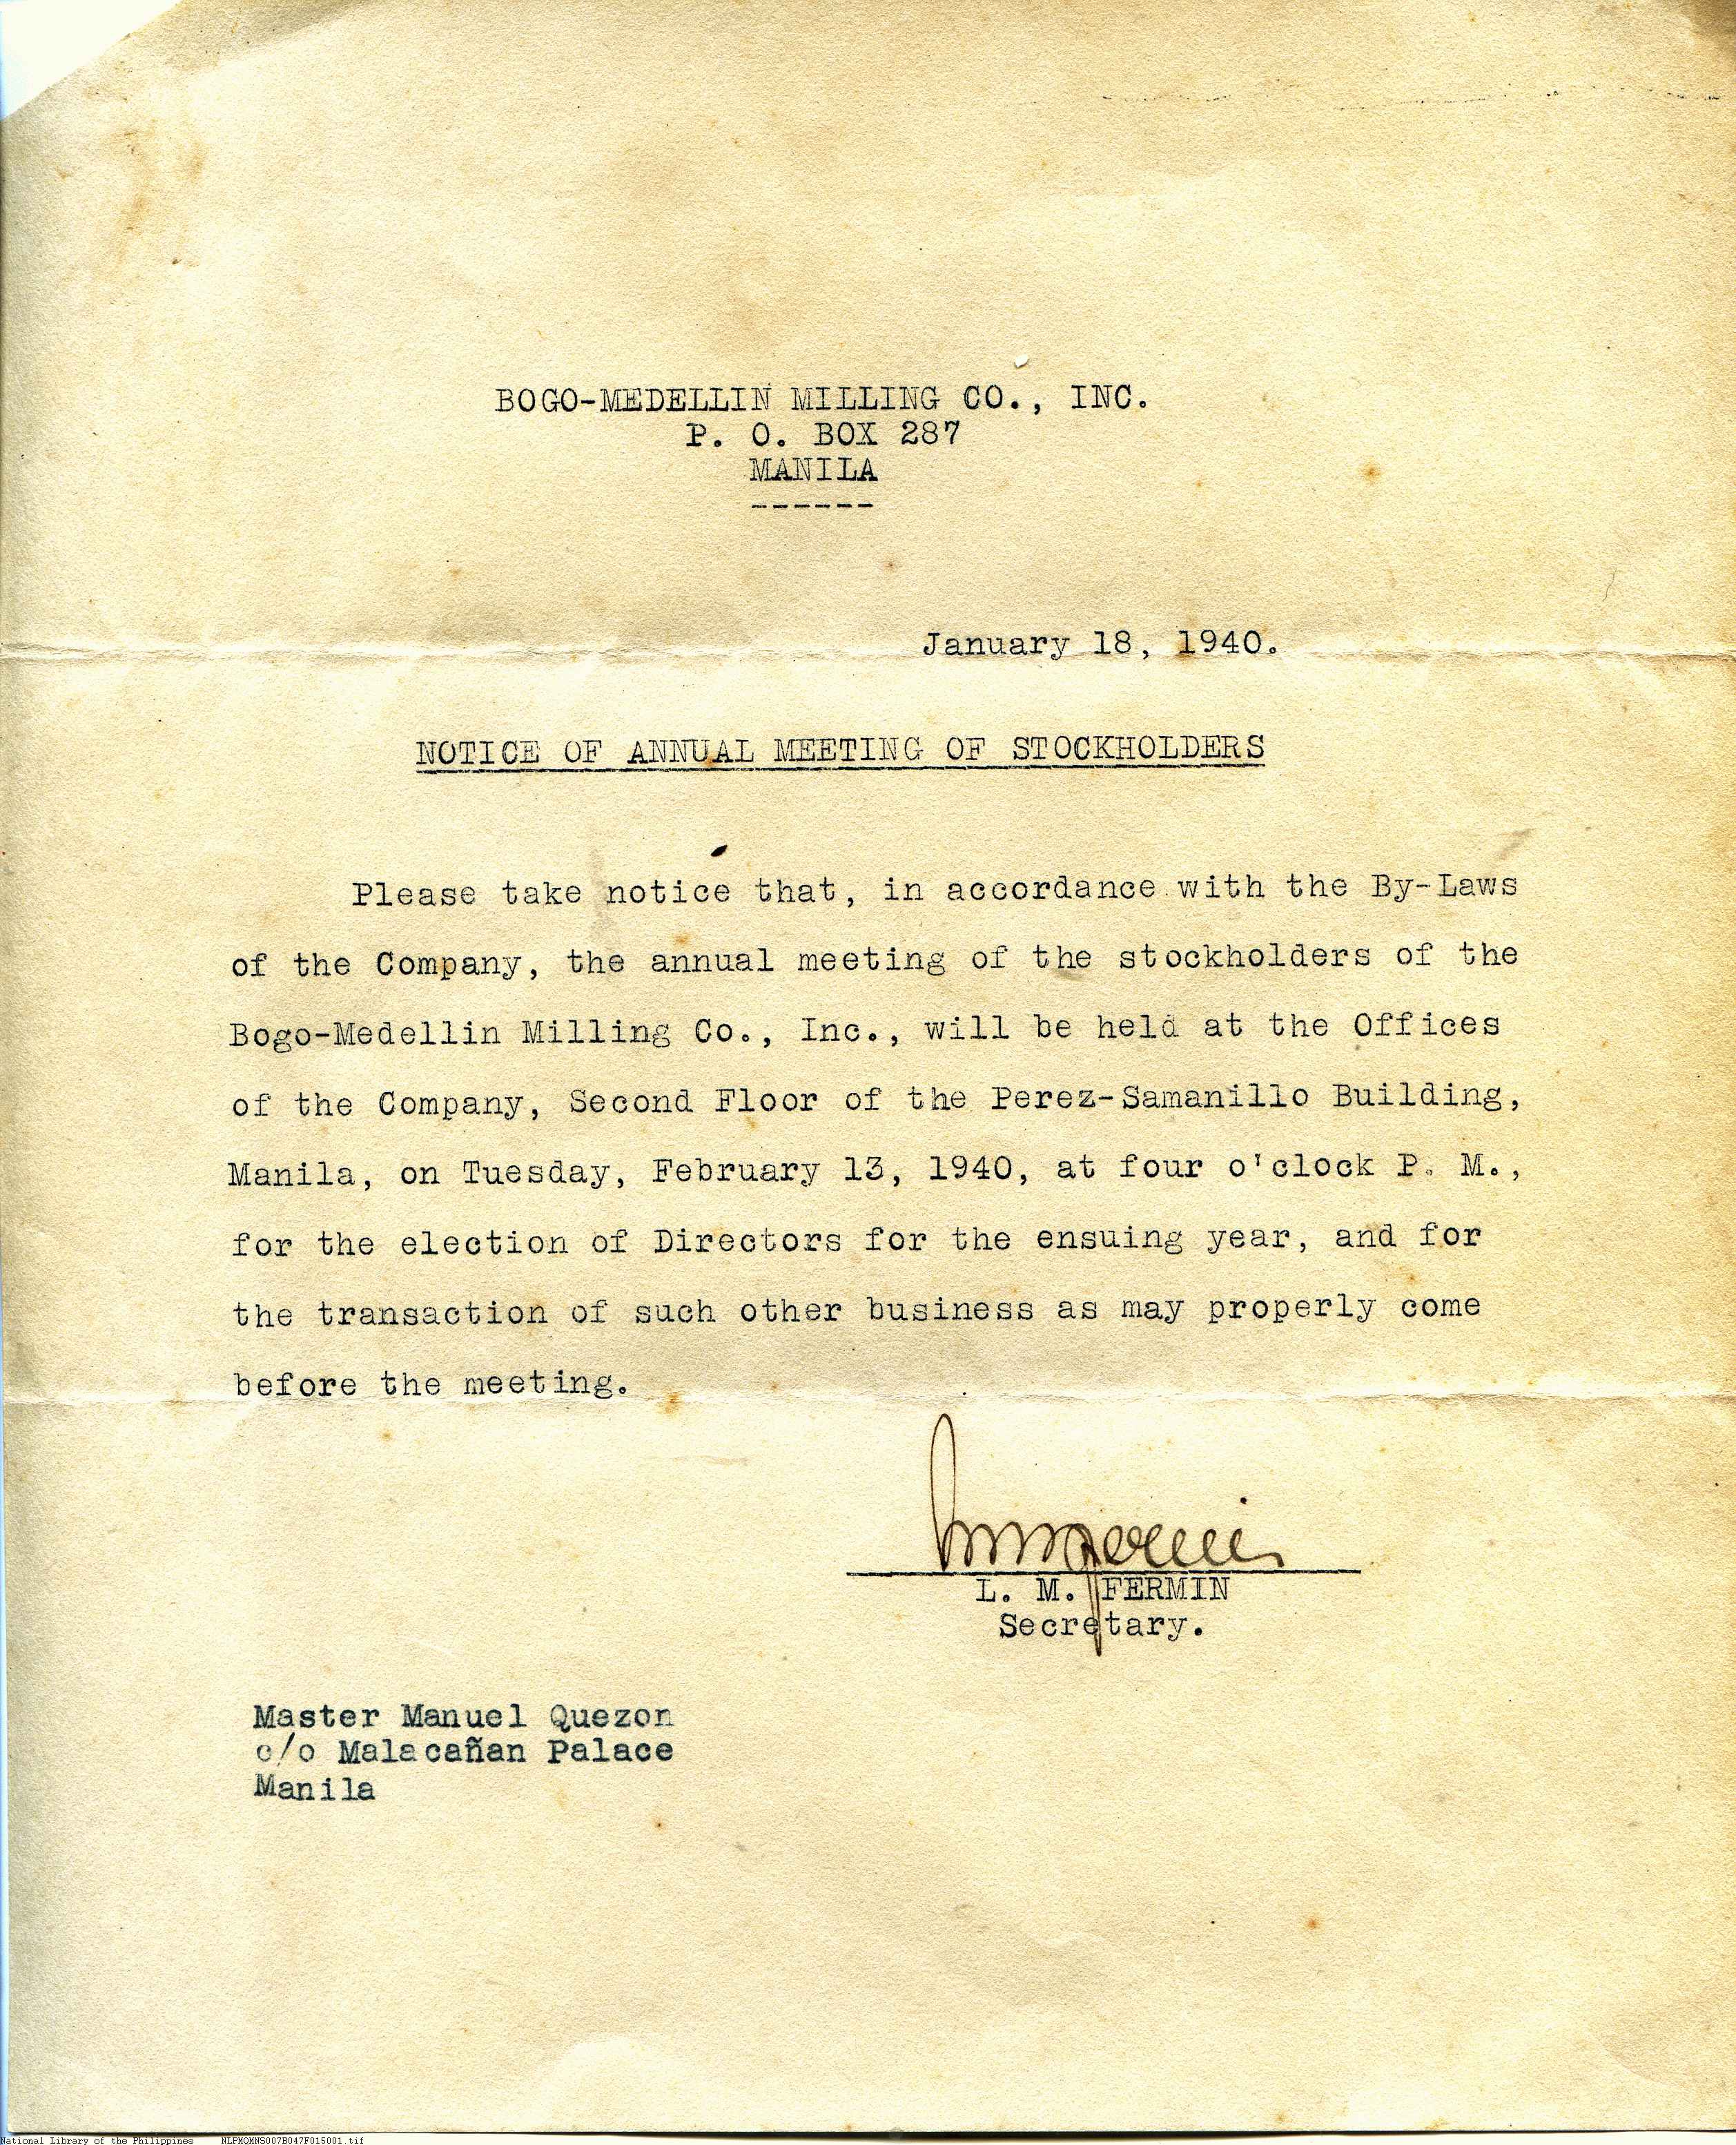 BOGO-MEDELLIN MILLING CO., INC.
P. O. BOX 287
MANILA
------
January 18, 1940.
NOTICE OF ANNUAL MEETING OF STOCKHOLDERS
Please take notice that, in accordance with the By-Laws
of the Company, the annual meeting of the stockholders of the
Bogo-Medellin Milling Co., Inc., will be held at the Offices
of the Company, Second Floor of the Perez-Samanillo Building,
Manila, on Tuesday, February 13, 1940, at four o'clock P. M.,
for the election of Directors for the ensuing year, and for
the transaction of such other business as may properly come
before the meeting.
L. M. FERMIN
Secretary.
Master Manuel Quezon
c/o Malacañan Palace
Manila
National Library of the Philippines NLPMQMNS007B047F015001.tif